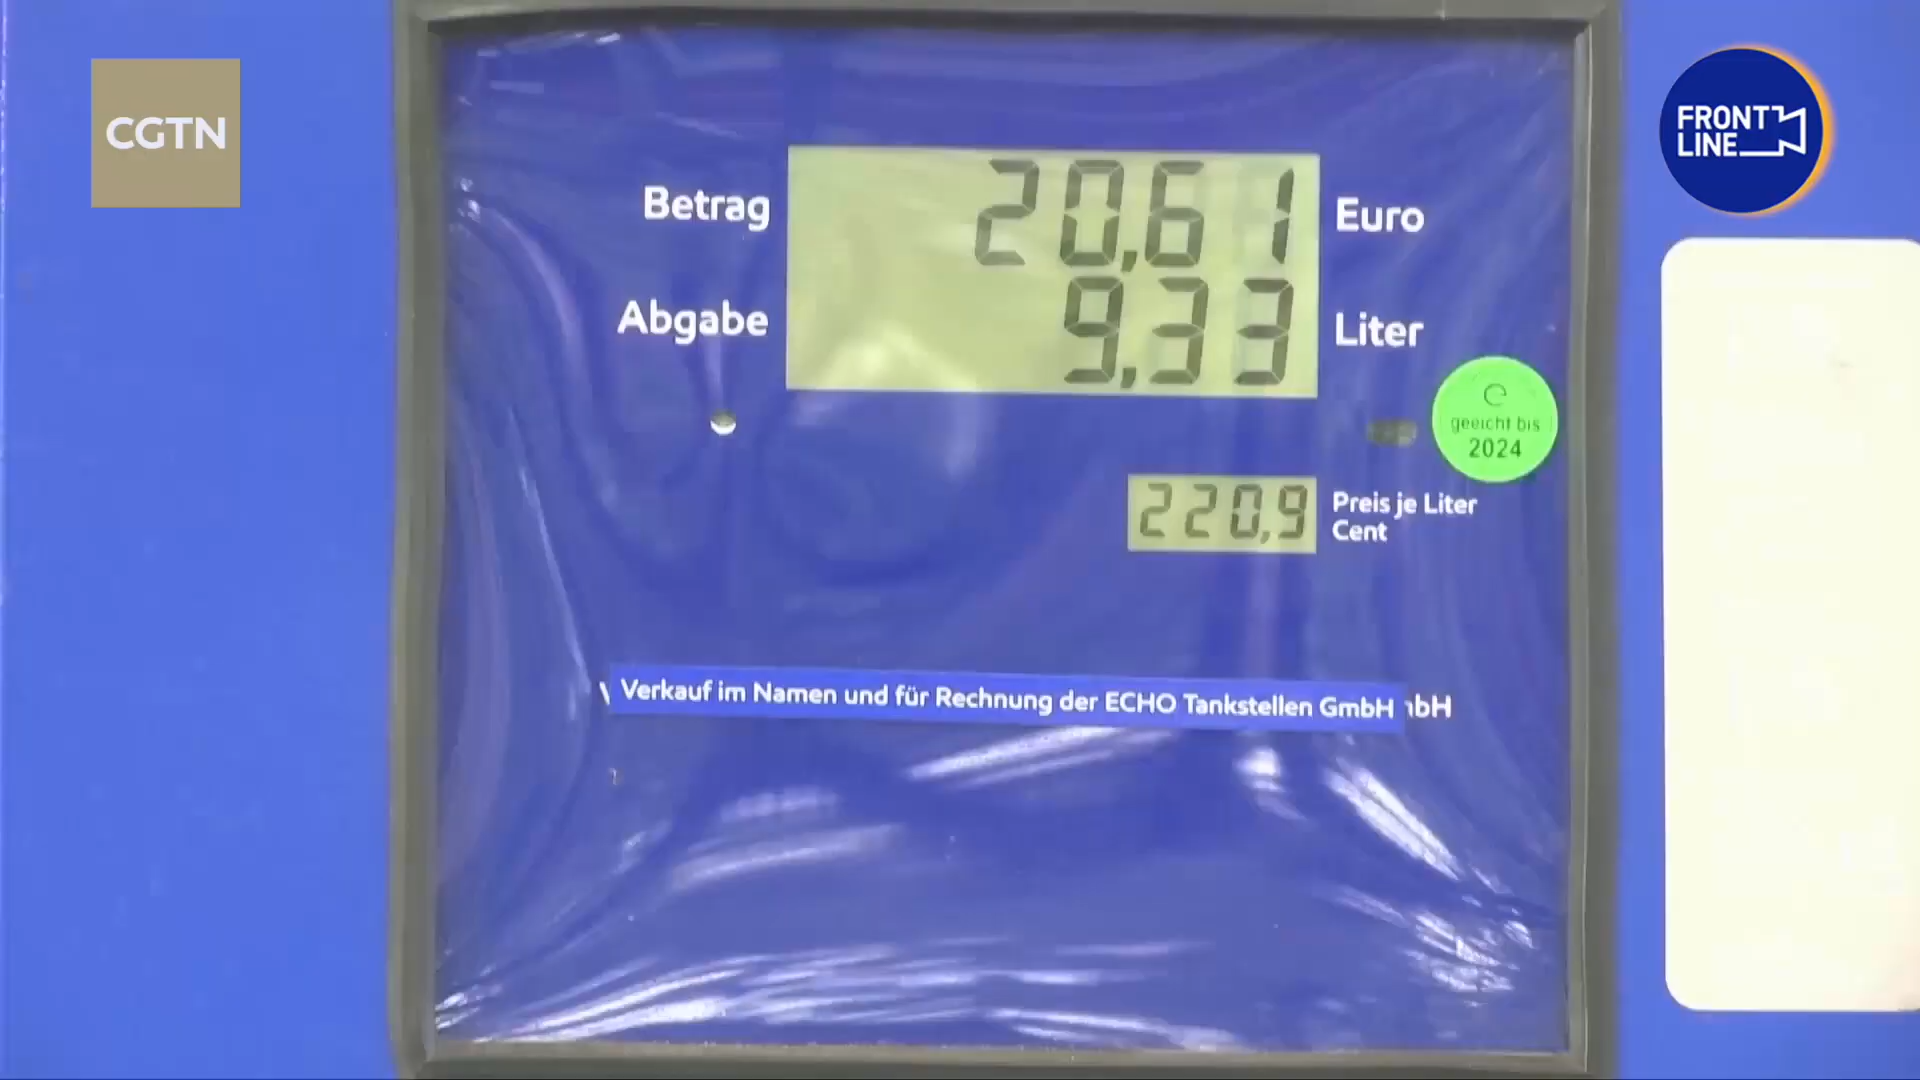 CGTN
FRONT
LINE
Betrag 20,61 Euro
Abgabe 9,33 Liter
geeicht bis
2024
220,9 Preis je Liter
Cent
Verkauf im Namen und für Rechnung der ECHO Tankstellen GmbH
bH